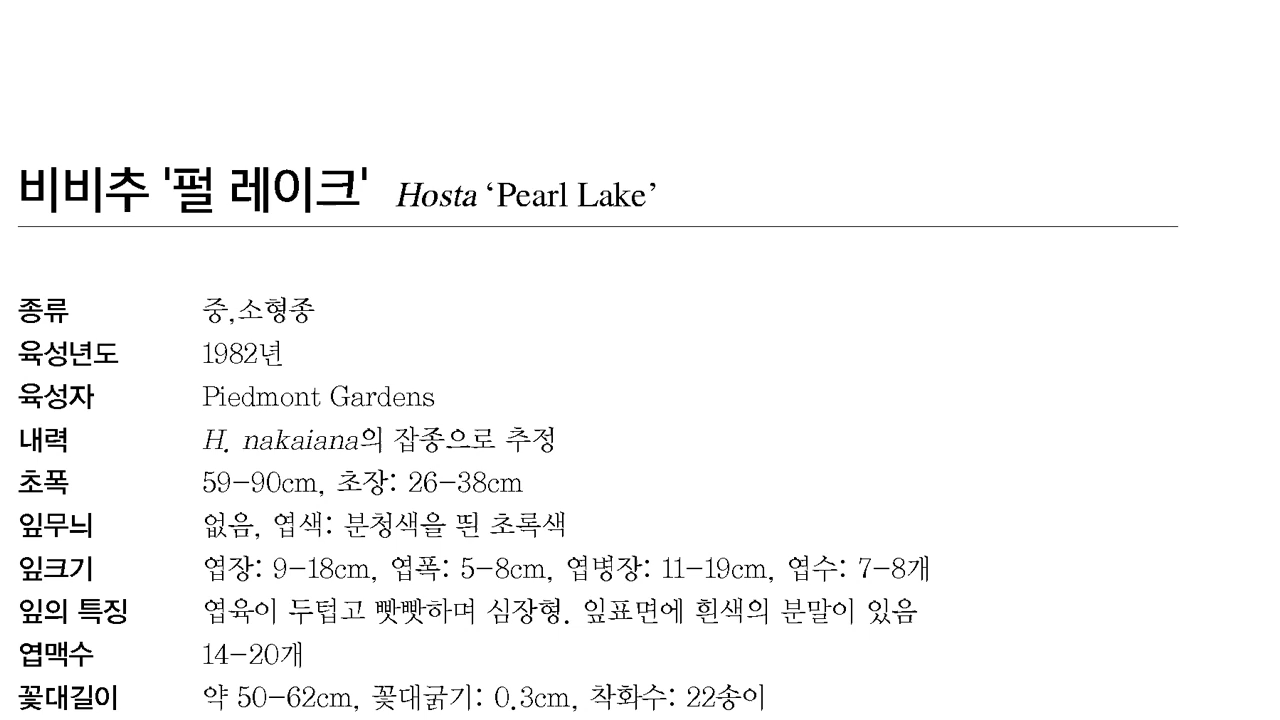 비비추 '펄 레이크' Hosta ‘Pearl Lake’
종류 중,소형종
육성년도 1982년
육성자 Piedmont Gardens
내력 H. nakaiana의 잡종으로 추정
초폭 59-90cm, 초장: 26-38cm
잎무늬 없음, 엽색: 분청색을 띈 초록색
잎크기 엽장: 9-18cm, 엽폭: 5-8cm, 엽병장: 11-19cm, 엽수: 7-8개
잎의 특징 엽육이 두텁고 빳빳하며 심장형. 잎표면에 흰색의 분말이 있음
엽맥수 14-20개
꽃대길이 약 50-62cm, 꽃대굵기: 0.3cm, 착화수: 22송이